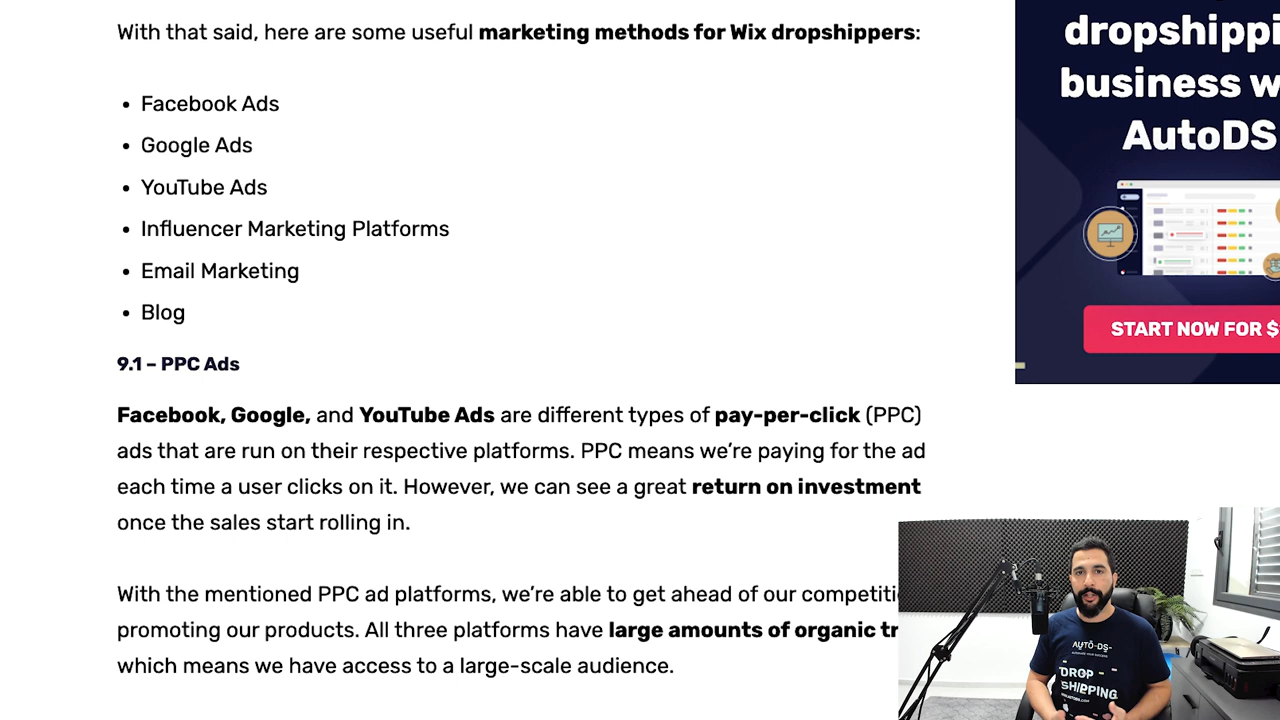 With that said, here are some useful marketing methods for Wix dropshippers:
• Facebook Ads
• Google Ads
• YouTube Ads
• Influencer Marketing Platforms
• Email Marketing
• Blog
9.1 – PPC Ads
Facebook, Google, and YouTube Ads are different types of pay-per-click (PPC)
ads that are run on their respective platforms. PPC means we’re paying for the ad
each time a user clicks on it. However, we can see a great return on investment
once the sales start rolling in.
With the mentioned PPC ad platforms, we’re able to get ahead of our
promoting our products. All three platforms have large amounts of organic
which means we have access to a large-scale audience.
business
AutoDS
START NOW FOR $
AUTO-DS
DROP
SHIPPING